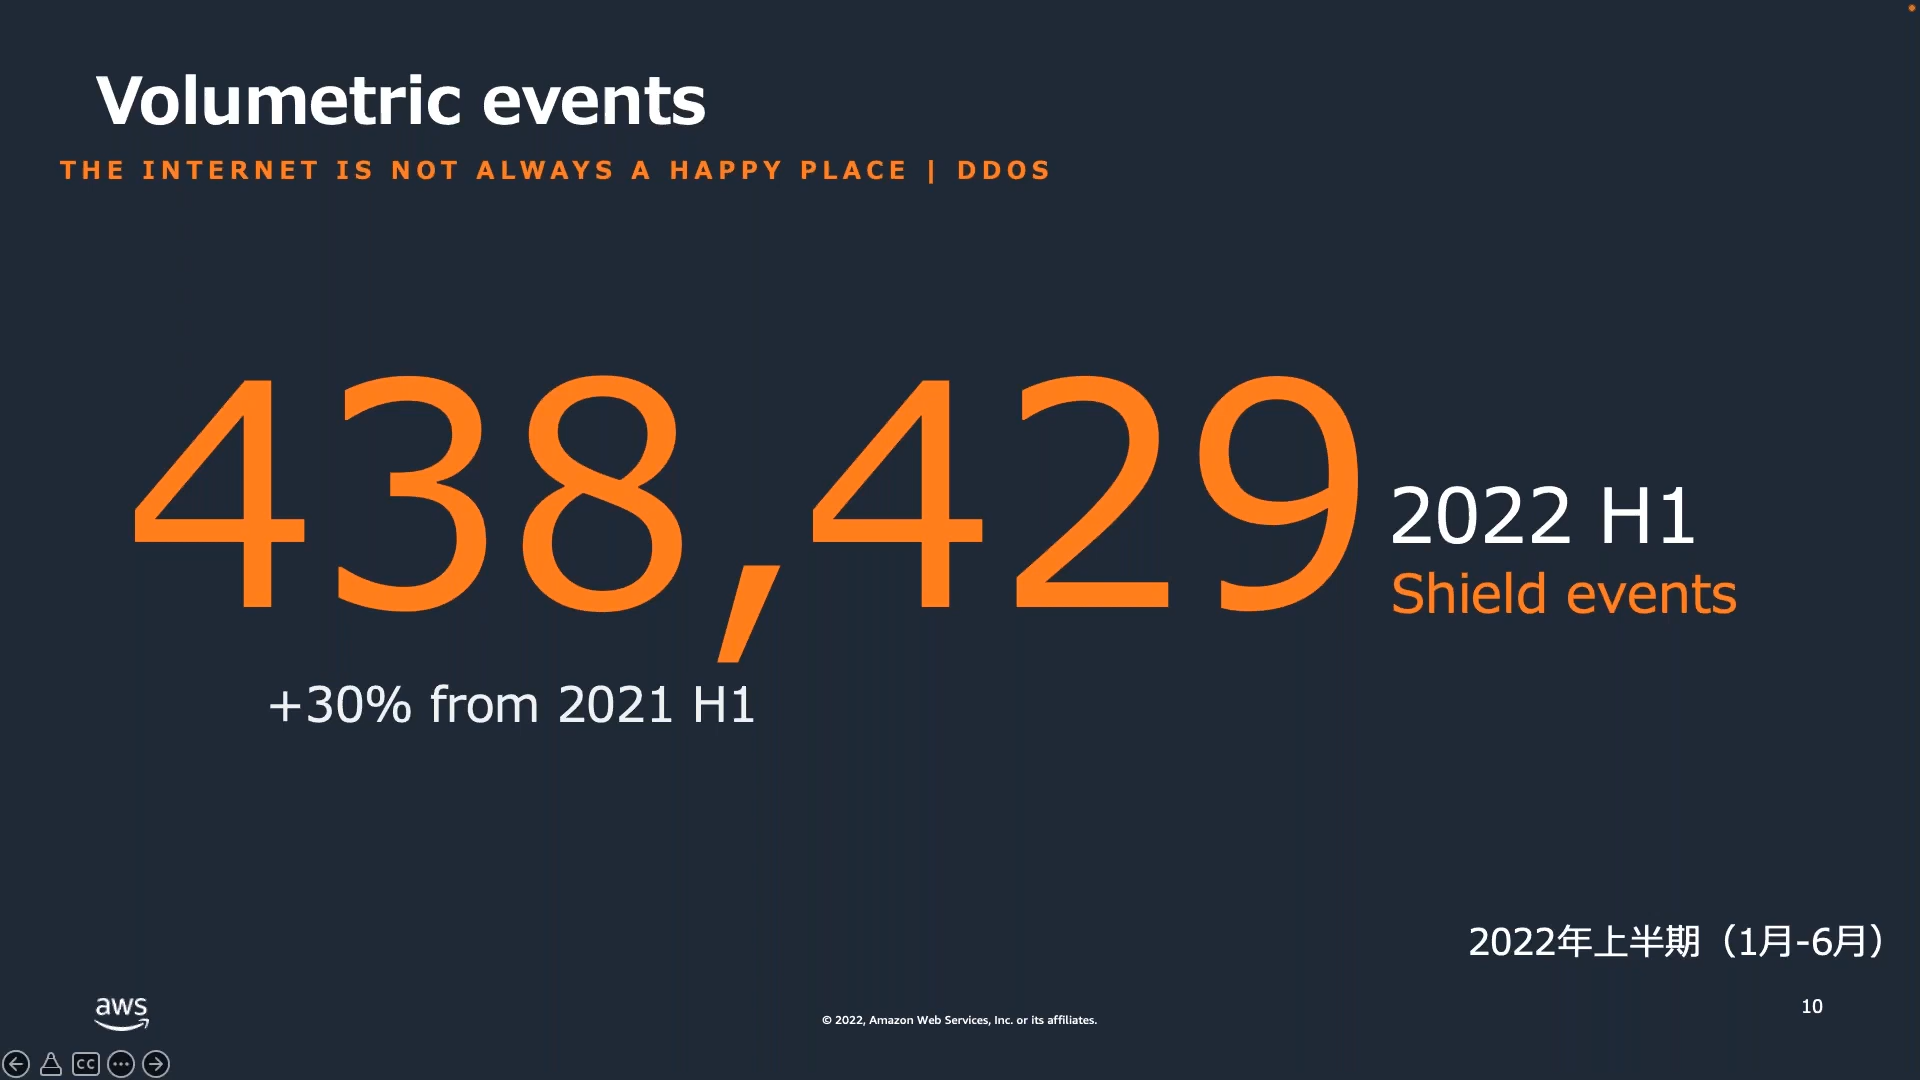 Volumetric events
THE INTERNET IS NOT ALWAYS A HAPPY PLACE | DDOS
438,429
2022 H1
Shield events
+30% from 2021 H1
2022年上半期（1月-6月）
aws
© 2022, Amazon Web Services, Inc. or its affiliates.
10
CC